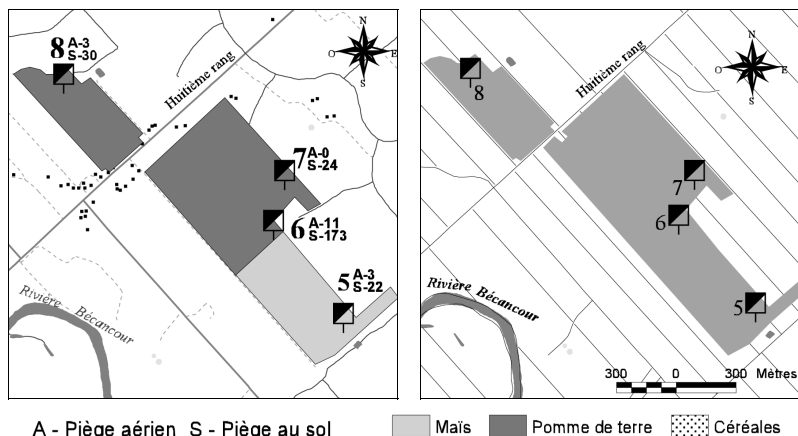 8 A-3
S-30
Huitième rang
N
O E
S
7 A-0
S-24
6 A-11
S-173
5 A-3
S-22
Rivière Bécancour
8
Huitième rang
N
O E
S
7
6
5
Rivière Bécancour
300 0 300 Mètres
A - Piège aérien S - Piège au sol
Maïs Pomme de terre Céréales